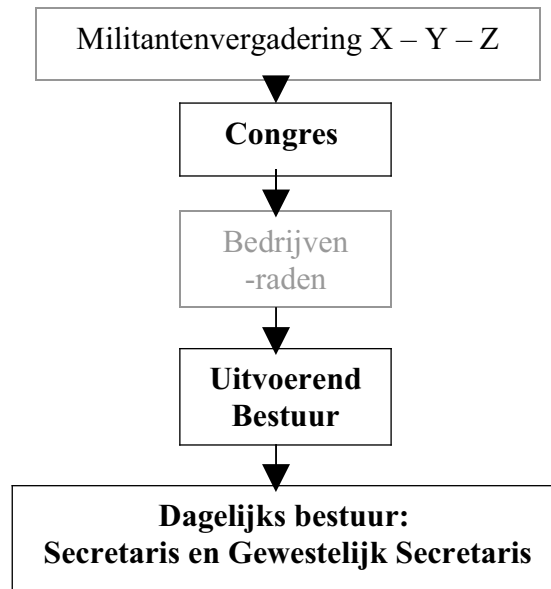 Militantenvergadering X – Y – Z
Congres
Bedrijven
-raden
Uitvoerend
Bestuur
Dagelijks bestuur:
Secretaris en Gewestelijk Secretaris